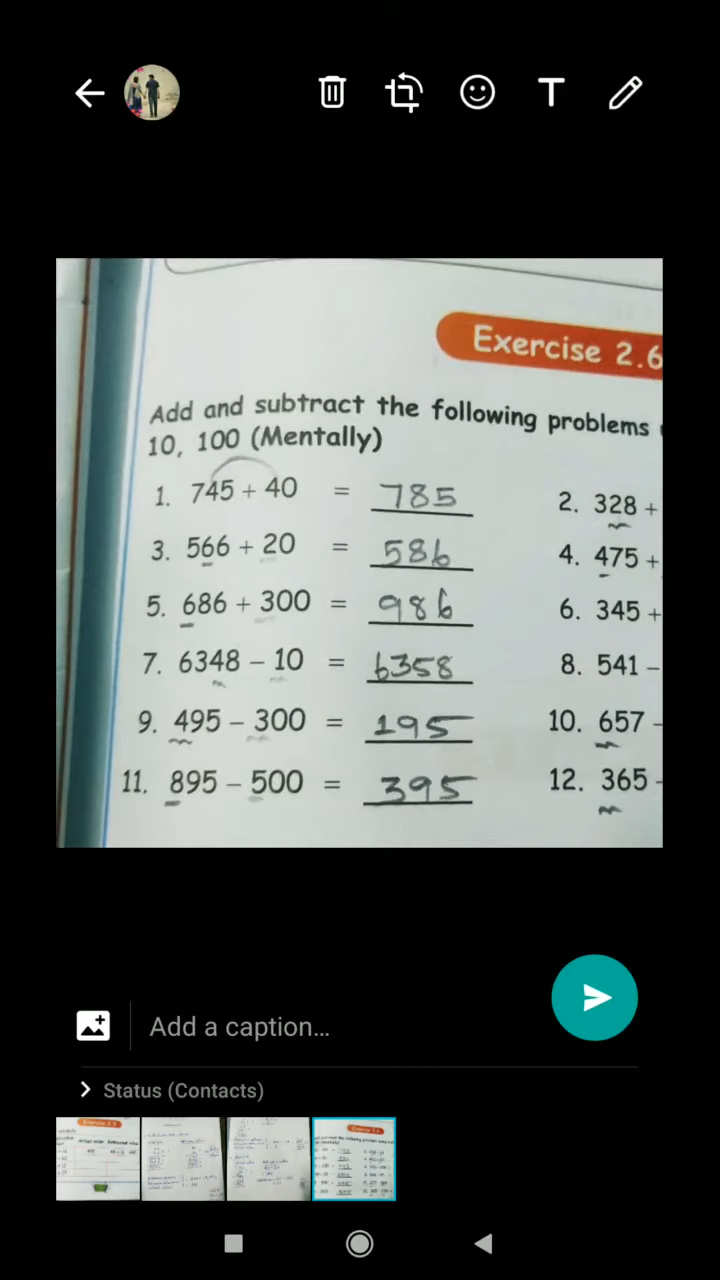 T
Exercise 2.6
Add and subtract the following problems
10, 100 (Mentally)
1. 745 + 40 = 785
2. 328 +
3. 566 + 20 = 586
4. 475 +
5. 686 + 300 = 986
6. 345 +
7. 6348 – 10 = 6358
8. 541 –
9. 495 – 300 = 195
10. 657 -
11. 895 – 500 = 395
12. 365 -
Add a caption...
Status (Contacts)